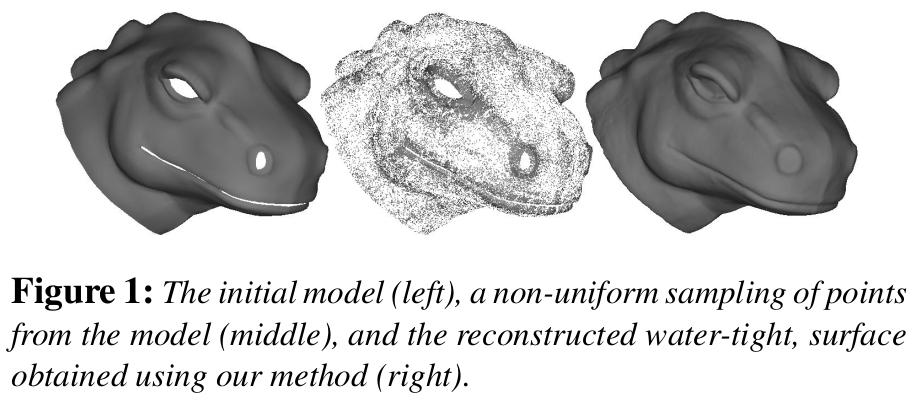 Figure 1: The initial model (left), a non-uniform sampling of points
from the model (middle), and the reconstructed water-tight, surface
obtained using our method (right).